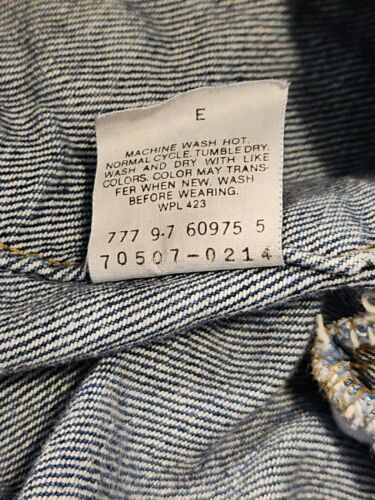 E
MACHINE WASH HOT.
NORMAL CYCLE. TUMBLE DRY.
WASH AND DRY WITH LIKE
COLORS. COLOR MAY TRANS-
FER WHEN NEW, WASH
BEFORE WEARING.
WPL 423
777 9-7 60975 5
70507-0214